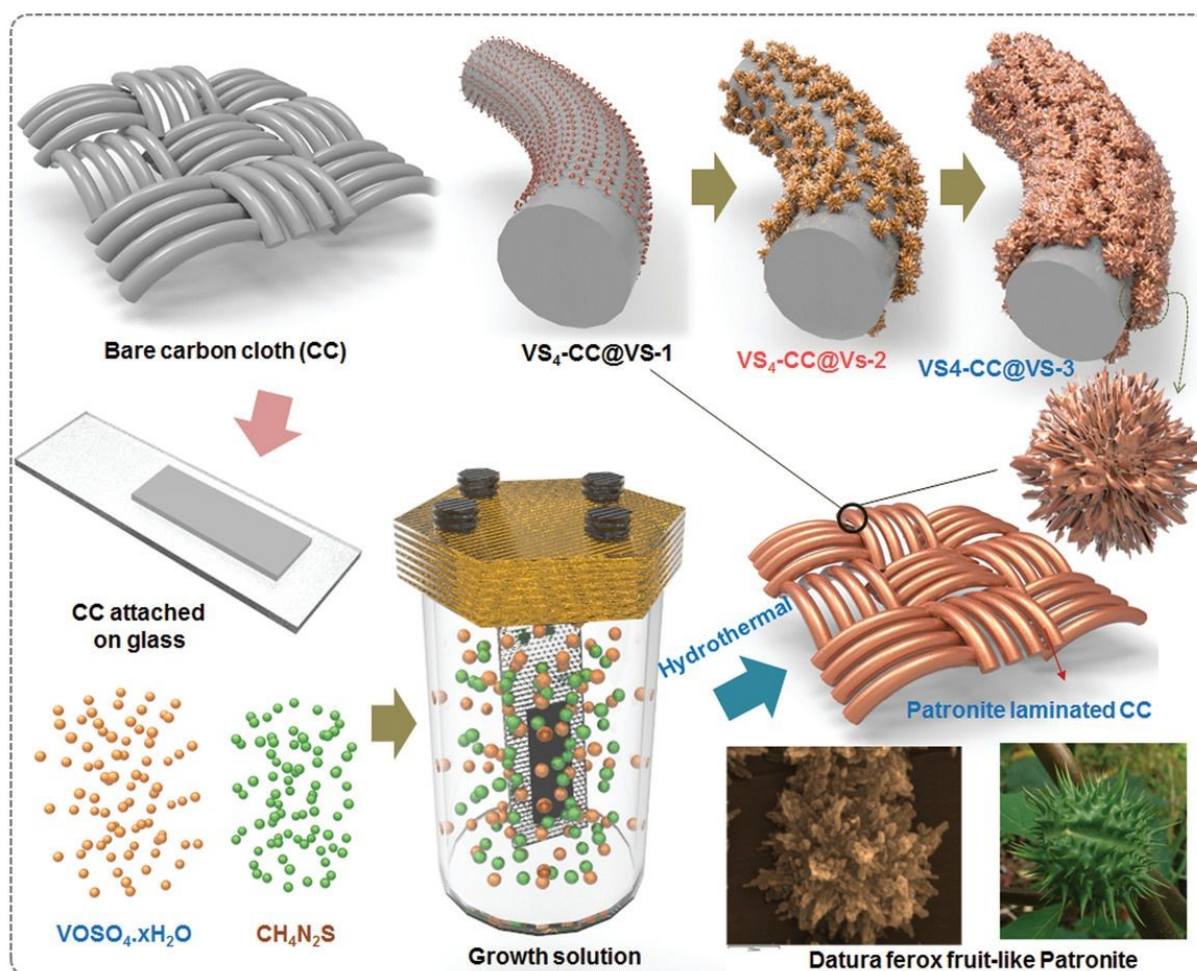 Bare carbon cloth (CC)
VS₄-CC@VS-1
VS₄-CC@Vs-2
VS4-CC@VS-3
CC attached
on glass
Hydrothermal
Patronite laminated CC
VOSO₄.xH₂O
CH₄N₂S
Growth solution
Datura ferox fruit-like Patronite